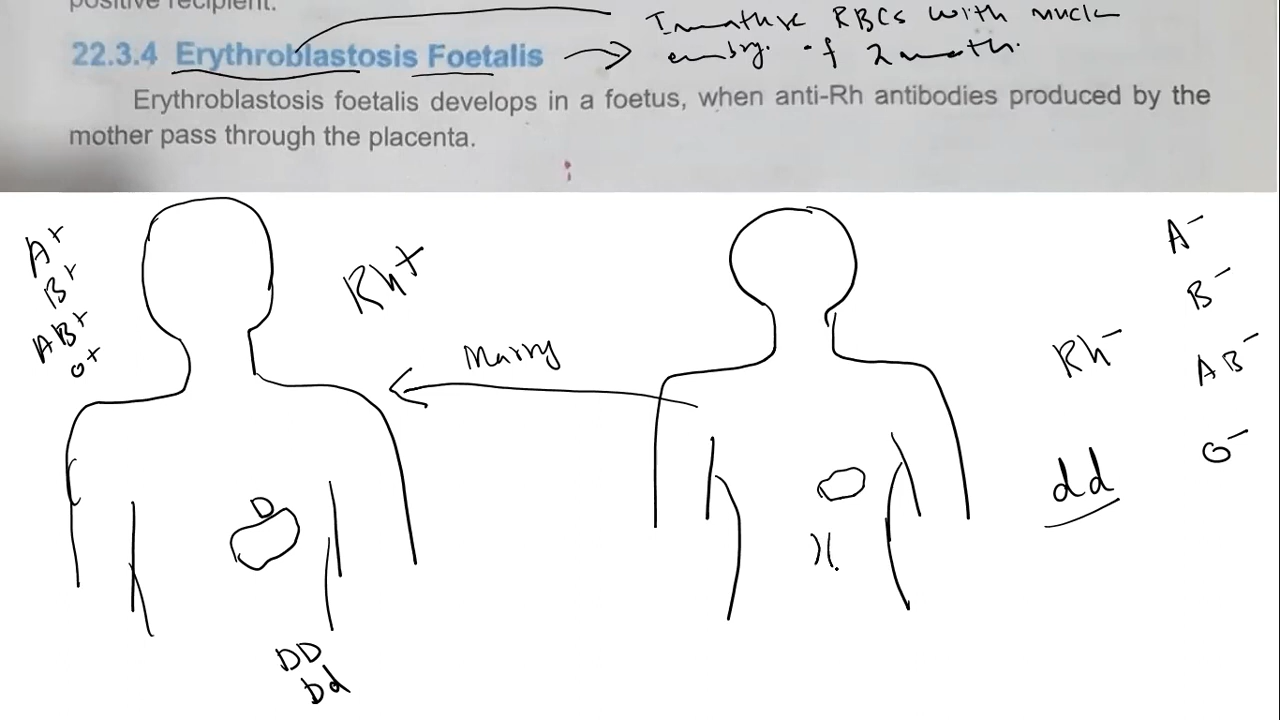 positive recipient.
Immature RBCs with nucle
22.3.4 Erythroblastosis Foetalis
embry. of 2 month.
Erythroblastosis foetalis develops in a foetus, when anti-Rh antibodies produced by the
mother pass through the placenta.
A+
B+
AB+
O+
Rh+
Marry
Rh-
A-
B-
AB-
O-
dd
D
DD
Dd